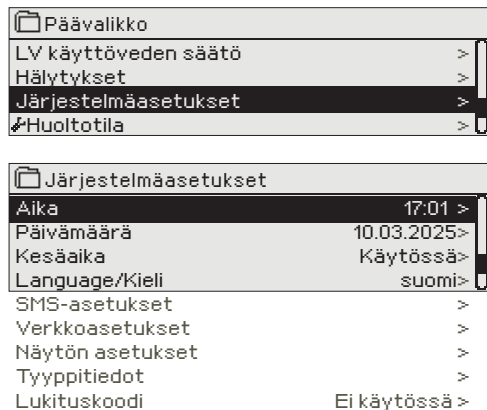 Päävalikko
LV käyttöveden säätö >
Hälytykset >
Järjestelmäasetukset >
Huoltotila >
Järjestelmäasetukset
Aika 17:01 >
Päivämäärä 10.03.2025>
Kesäaika Käytössä>
Language/Kieli suomi>
SMS-asetukset >
Verkkoasetukset >
Näytön asetukset >
Tyyppitiedot >
Lukituskoodi Ei käytössä >